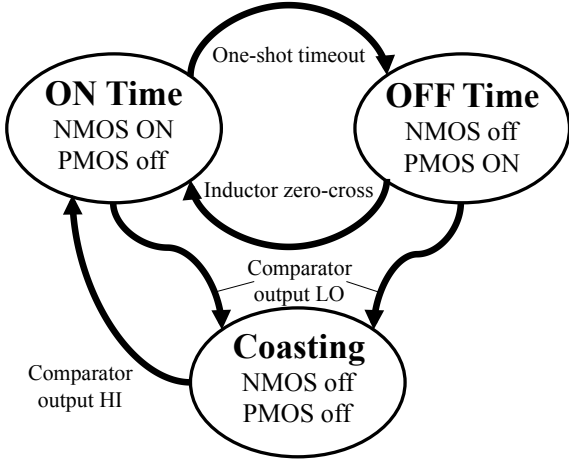 One-shot timeout
ON Time
NMOS ON
PMOS off
OFF Time
NMOS off
PMOS ON
Inductor zero-cross
Comparator
output LO
Coasting
NMOS off
PMOS off
Comparator
output HI